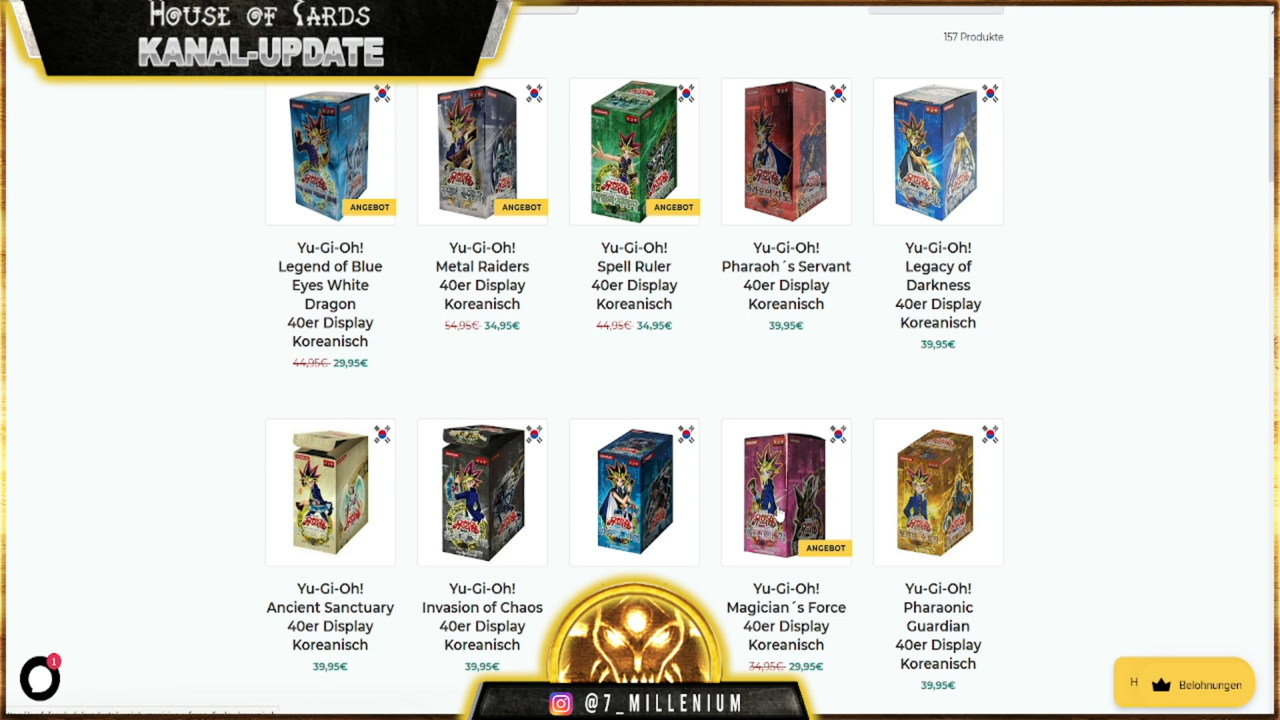 HOUSE OF CARDS
KANAL-UPDATE
157 Produkte
ANGEBOT
ANGEBOT
ANGEBOT
Yu-Gi-Oh!
Legend of Blue
Eyes White
Dragon
40er Display
Koreanisch
44,95€ 29,95€
Yu-Gi-Oh!
Metal Raiders
40er Display
Koreanisch
54,95€ 34,95€
Yu-Gi-Oh!
Spell Ruler
40er Display
Koreanisch
44,95€ 34,95€
Yu-Gi-Oh!
Pharaoh´s Servant
40er Display
Koreanisch
39,95€
Yu-Gi-Oh!
Legacy of
Darkness
40er Display
Koreanisch
39,95€
ANGEBOT
Yu-Gi-Oh!
Ancient Sanctuary
40er Display
Koreanisch
39,95€
Yu-Gi-Oh!
Invasion of Chaos
40er Display
Koreanisch
39,95€
Yu-Gi-Oh!
Magician´s Force
40er Display
Koreanisch
34,95€ 29,95€
Yu-Gi-Oh!
Pharaonic
Guardian
40er Display
Koreanisch
39,95€
1
H Belohnungen
@7_MILLENIUM